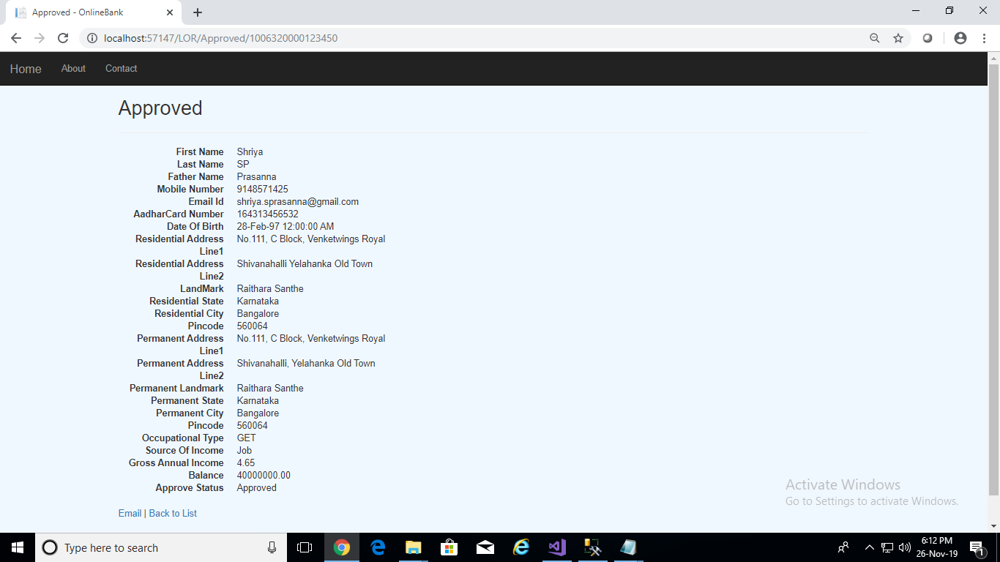 Approved - OnlineBank
localhost:57147/LOR/Approved/1006320000123450
Home About Contact
Approved
First Name Shriya
Last Name SP
Father Name Prasanna
Mobile Number 9148571425
Email Id shriya.sprasanna@gmail.com
AadharCard Number 164313456532
Date Of Birth 28-Feb-97 12:00:00 AM
Residential Address No.111, C Block, Venketwings Royal
Line1
Residential Address Shivanahalli Yelahanka Old Town
Line2
LandMark Raithara Santhe
Residential State Karnataka
Residential City Bangalore
Pincode 560064
Permanent Address No.111, C Block, Venketwings Royal
Line1
Permanent Address Shivanahalli, Yelahanka Old Town
Line2
Permanent Landmark Raithara Santhe
Permanent State Karnataka
Permanent City Bangalore
Pincode 560064
Occupational Type GET
Source Of Income Job
Gross Annual Income 4.65
Balance 40000000.00
Approve Status Approved
Email | Back to List
Activate Windows
Go to Settings to activate Windows.
Type here to search
6:12 PM
26-Nov-19
1